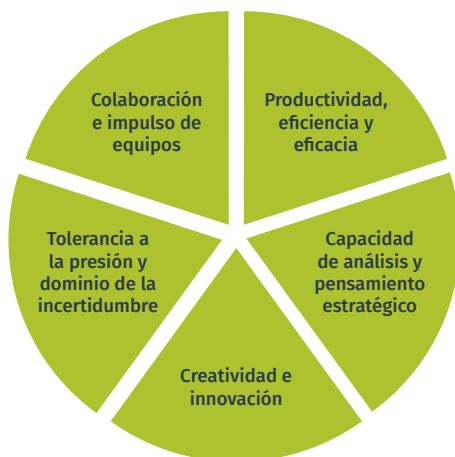 Colaboración
e impulso de
equipos
Productividad,
eficiencia y
eficacia
Tolerancia a
la presión y
dominio de la
incertidumbre
Capacidad
de análisis y
pensamiento
estratégico
Creatividad e
innovación